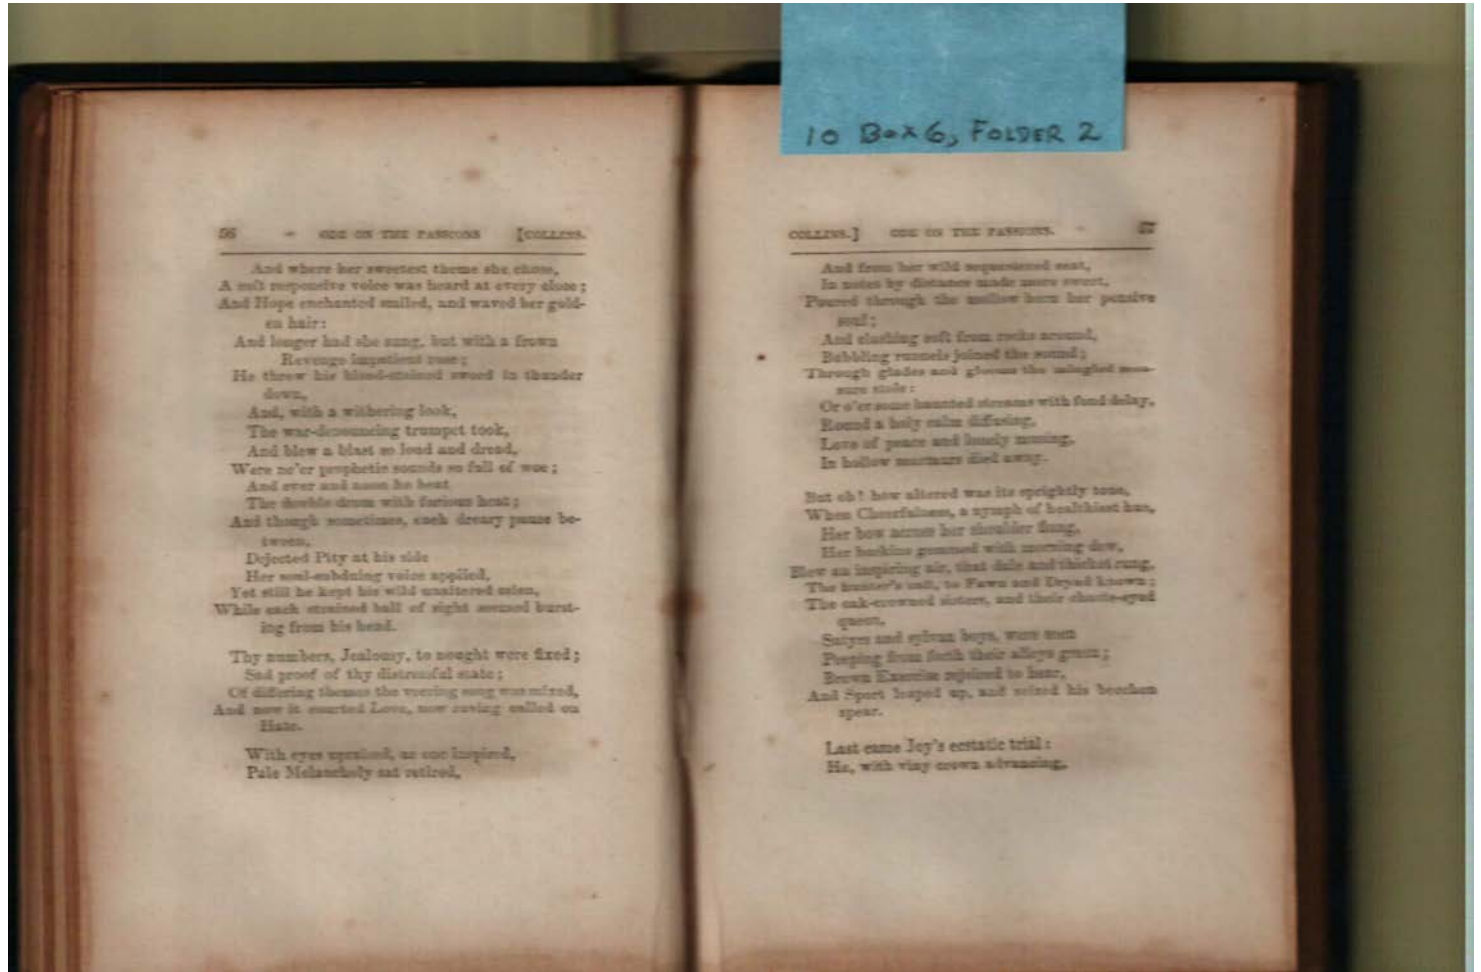 10 BOX 6, FOLDER 2
56 ODE ON THE PASSIONS [COLLINS.
And where her sweetest theme she chose,
A soft responsive voice was heard at every close;
And Hope enchanted smiled, and waved her gold-
en hair:
And longer had she sung, but with a frown
Revenge impatient rose;
He threw his blood-stained sword in thunder
down,
And, with a withering look,
The war-denouncing trumpet took,
And blew a blast so loud and dread,
Were ne'er prophetic sounds so full of woe;
And ever and anon he beat
The double drum with furious heat;
And though sometimes, each dreary pause be-
tween,
Dejected Pity at his side
Her soul-subduing voice applied,
Yet still he kept his wild unaltered mien,
While each strained ball of sight seemed burst-
ing from his head.
Thy numbers, Jealousy, to nought were fixed;
Sad proof of thy distressful state;
Of differing themes the veering song was mixed,
And now it courted Love, now raving called on
Hate.
With eyes upraised, as one inspired,
Pale Melancholy sat retired,
COLLINS.] ODE ON THE PASSIONS. 57
And from her wild sequestered seat,
In notes by distance made more sweet,
Poured through the mellow horn her pensive
soul;
And clashing soft from rocks around,
Bubbling runnels joined the sound;
Through glades and glooms the mingled mea-
sure stole:
Or o'er some haunted streams with fond delay,
Round a holy calm diffusing,
Love of peace and lonely musing,
In hollow murmurs died away.
But oh! how altered was its sprightly tone,
When Cheerfulness, a nymph of healthiest hue,
Her bow across her shoulder flung,
Her buskins gemmed with morning dew,
Blew an inspiring air, that dale and thicket rung,
The hunter's call, to Fawn and Dryad known;
The oak-crowned sisters, and their chaste-eyed
queen,
Satyrs and sylvan boys, were seen
Peeping from forth their alleys green;
Brown Exercise rejoiced to hear,
And Sport leaped up, and seized his beechen
spear.
Last came Joy's ecstatic trial:
He, with viny crown advancing,